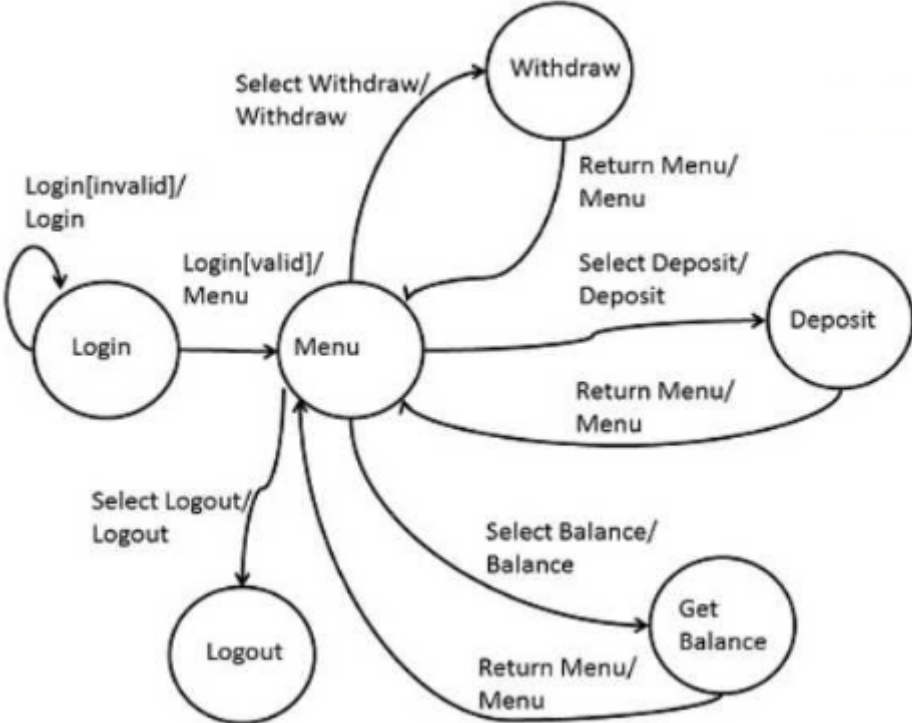 Select Withdraw/
Withdraw
Withdraw
Return Menu/
Menu
Login[invalid]/
Login
Login[valid]/
Menu
Select Deposit/
Deposit
Login
Menu
Deposit
Return Menu/
Menu
Select Logout/
Logout
Select Balance/
Balance
Get
Balance
Logout
Return Menu/
Menu